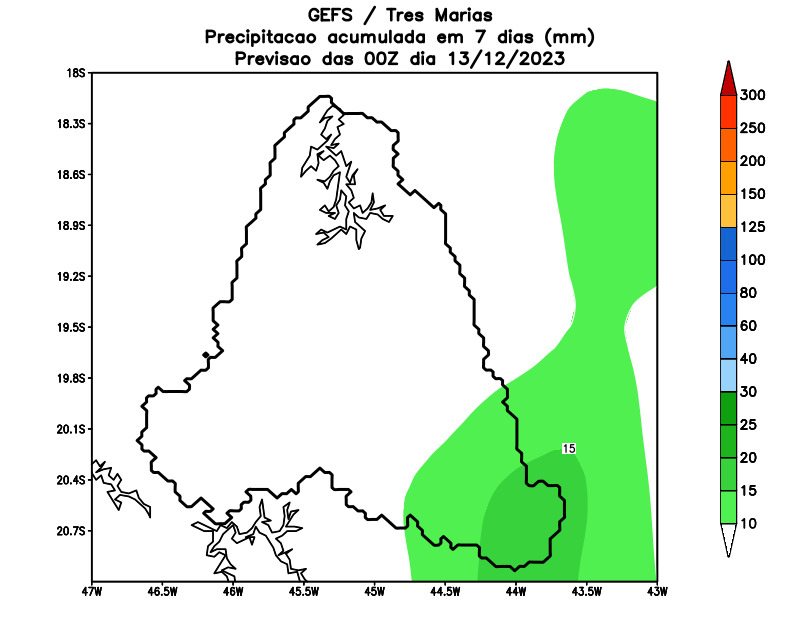 GEFS / Tres Marias
Precipitacao acumulada em 7 dias (mm)
Previsao das 00Z dia 13/12/2023
18S
18.3S
18.6S
18.9S
19.2S
19.5S
19.8S
20.1S
20.4S
20.7S
47W
46.5W
46W
45.5W
45W
44.5W
44W
43.5W
43W
15
300
250
200
150
125
100
80
60
40
30
25
20
15
10